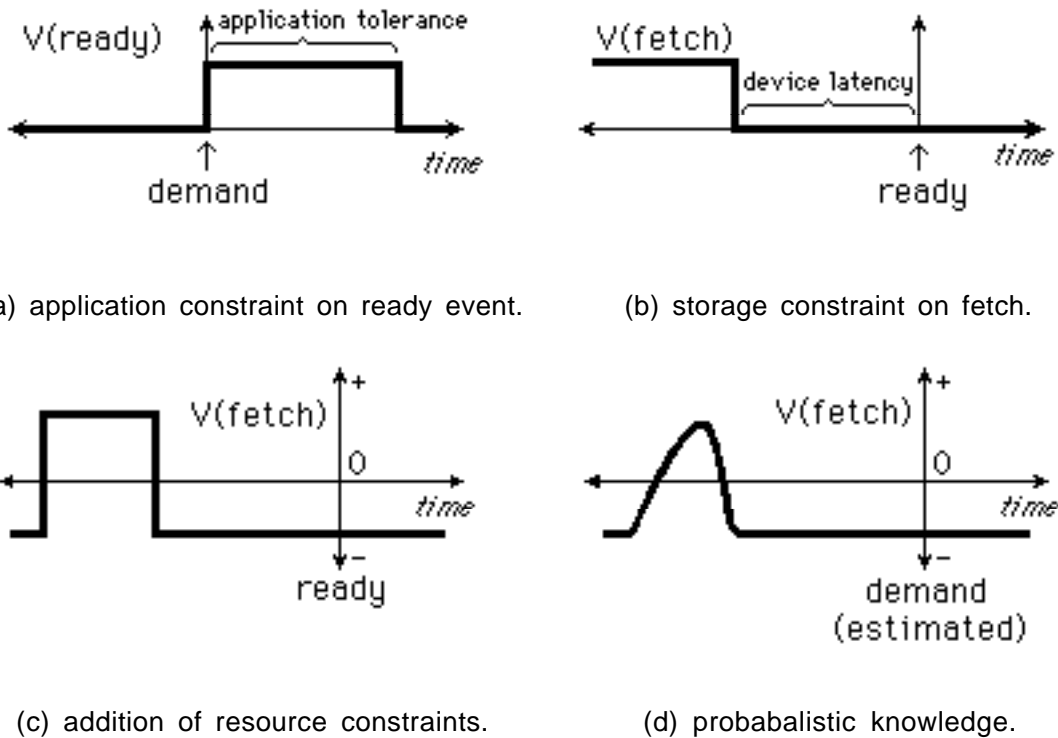 V(ready)
application tolerance
time
demand
V(fetch)
device latency
time
ready
a) application constraint on ready event.
(b) storage constraint on fetch.
+
V(fetch)
0
time
-
ready
+
V(fetch)
0
time
-
demand
(estimated)
(c) addition of resource constraints.
(d) probabalistic knowledge.